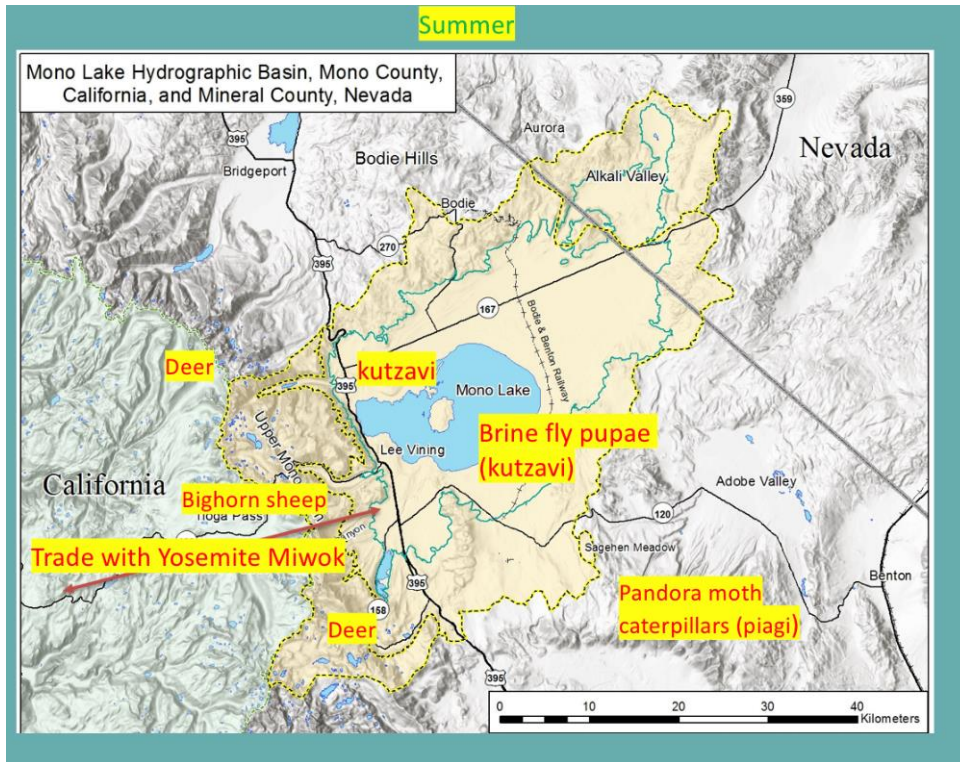 Summer
Mono Lake Hydrographic Basin, Mono County,
California, and Mineral County, Nevada
359
395
Aurora
Nevada
Bodie Hills
Bridgeport
Alkali Valley
Bodie
270
395
167
Bodie & Benton Railway
Deer
kutzavi
395
Mono Lake
Upper Mono
Brine fly pupae
(kutzavi)
Lee Vining
California
Bighorn sheep
Adobe Valley
Tioga Pass
120
Trade with Yosemite Miwok
Sagehen Meadow
395
Benton
Pandora moth
caterpillars (piagi)
158
Deer
395
0 10 20 30 40
Kilometers